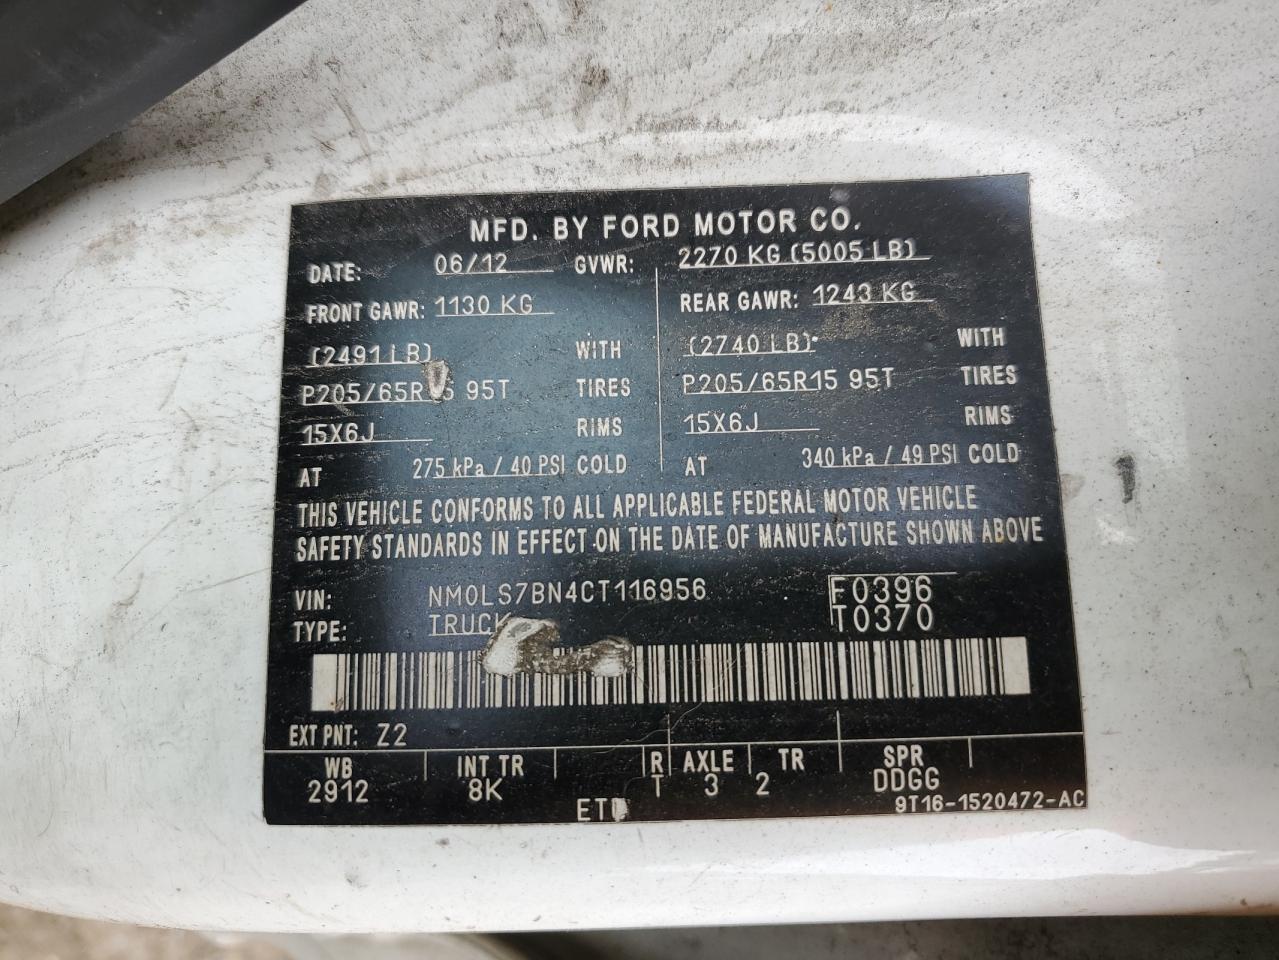 MFD. BY FORD MOTOR CO.
DATE: 06/12 GVWR: 2270 KG (5005 LB)
FRONT GAWR: 1130 KG REAR GAWR: 1243 KG
(2491 LB) WITH (2740 LB) WITH
P205/65R15 95T TIRES P205/65R15 95T TIRES
15X6J RIMS 15X6J RIMS
AT 275 kPa / 40 PSI COLD AT 340 kPa / 49 PSI COLD
THIS VEHICLE CONFORMS TO ALL APPLICABLE FEDERAL MOTOR VEHICLE
SAFETY STANDARDS IN EFFECT ON THE DATE OF MANUFACTURE SHOWN ABOVE
VIN: NM0LS7BN4CT116956 F0396
TYPE: TRUCK T0370
EXT PNT: Z2
WB INT TR R AXLE TR SPR
2912 8K T 3 2 DDGG
9T16-1520472-AC